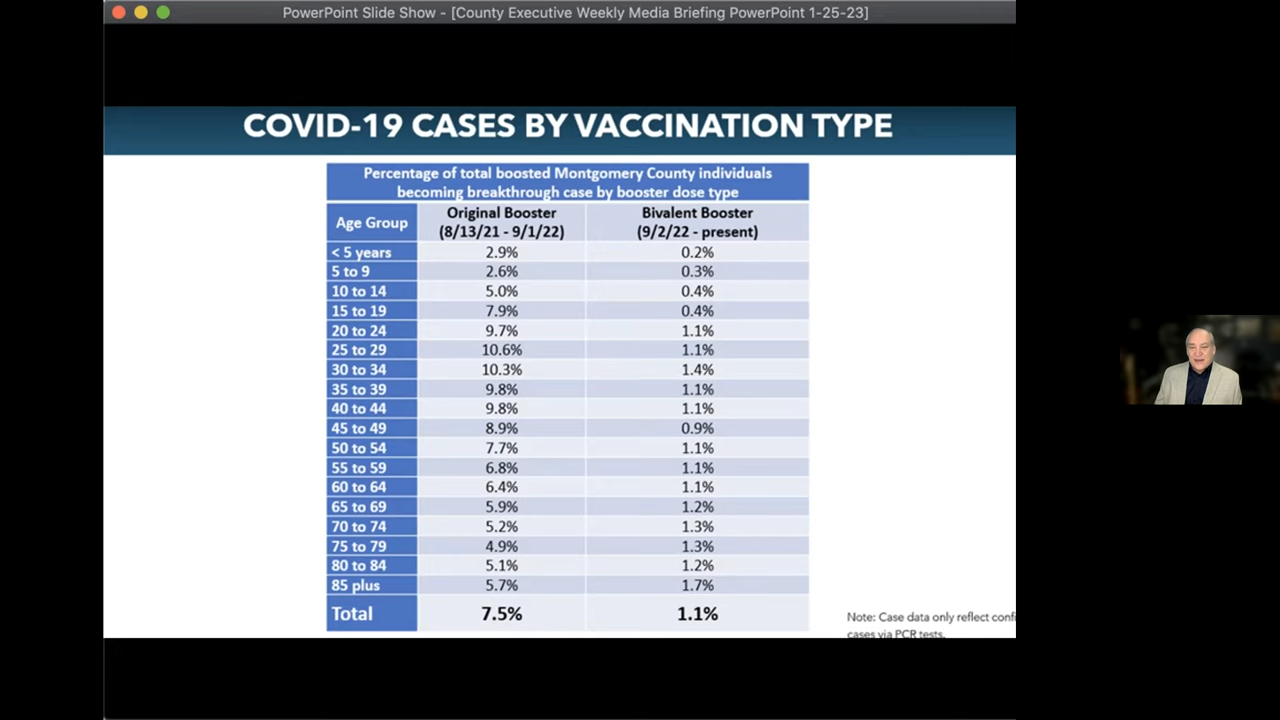 PowerPoint Slide Show - [County Executive Weekly Media Briefing PowerPoint 1-25-23]
COVID-19 CASES BY VACCINATION TYPE
Percentage of total boosted Montgomery County individuals
becoming breakthrough case by booster dose type
Age Group Original Booster (8/13/21 - 9/1/22) Bivalent Booster (9/2/22 - present)
< 5 years 2.9% 0.2%
5 to 9 2.6% 0.3%
10 to 14 5.0% 0.4%
15 to 19 7.9% 0.4%
20 to 24 9.7% 1.1%
25 to 29 10.6% 1.1%
30 to 34 10.3% 1.4%
35 to 39 9.8% 1.1%
40 to 44 9.8% 1.1%
45 to 49 8.9% 0.9%
50 to 54 7.7% 1.1%
55 to 59 6.8% 1.1%
60 to 64 6.4% 1.1%
65 to 69 5.9% 1.2%
70 to 74 5.2% 1.3%
75 to 79 4.9% 1.3%
80 to 84 5.1% 1.2%
85 plus 5.7% 1.7%
Total 7.5% 1.1%
Note: Case data only reflect
cases via PCR tests.